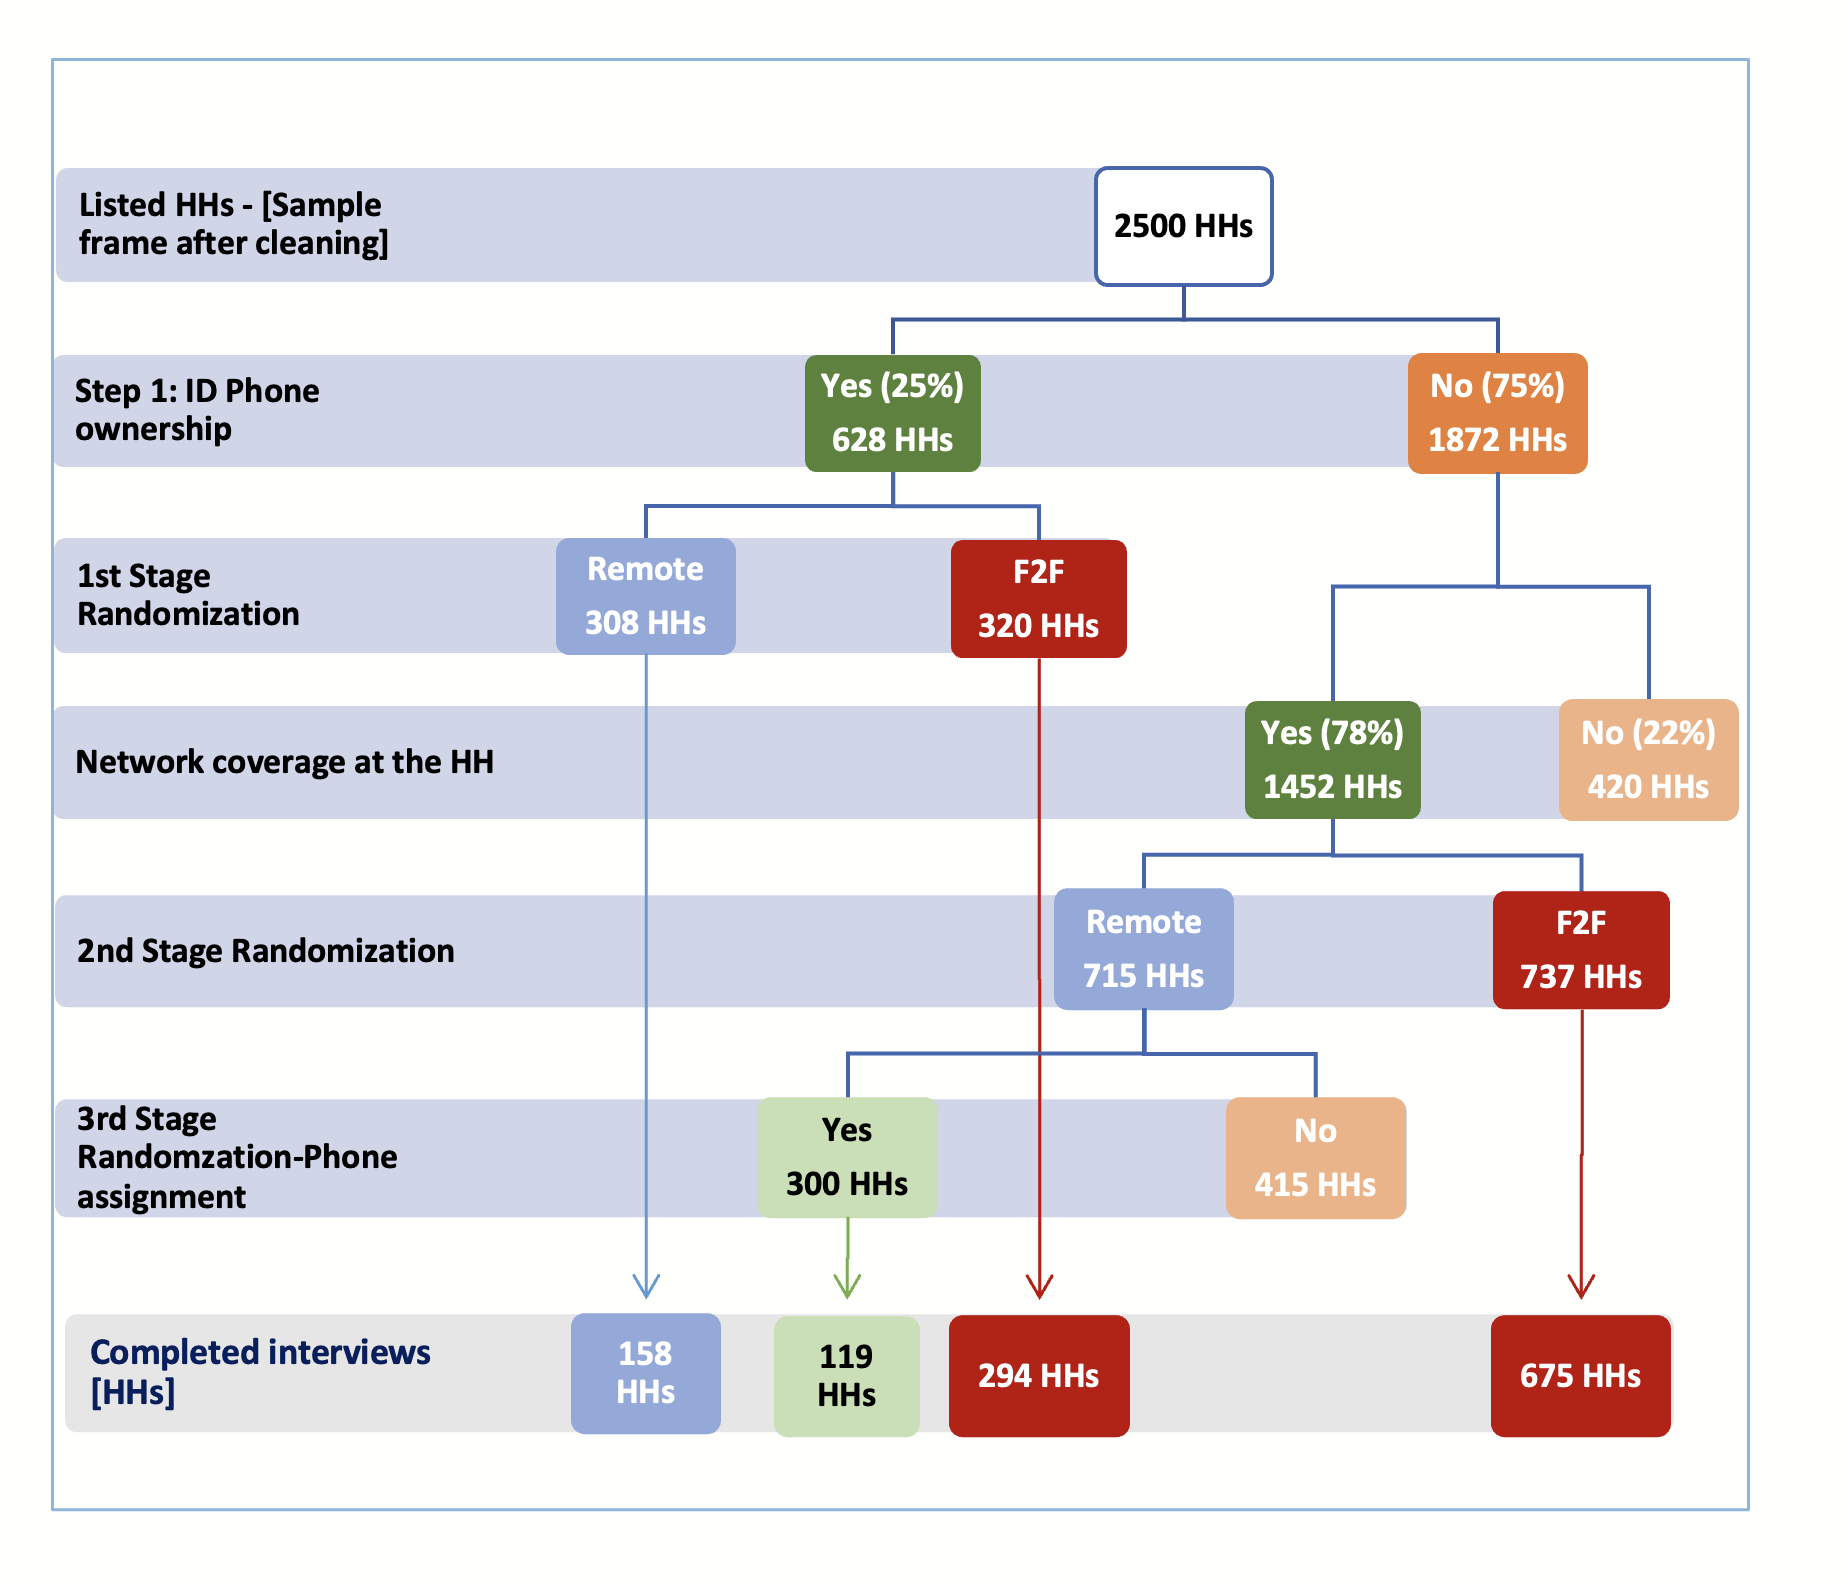 Listed HHs - [Sample
frame after cleaning]
2500 HHs
Step 1: ID Phone
ownership
Yes (25%)
628 HHs
No (75%)
1872 HHs
1st Stage
Randomization
Remote
308 HHs
F2F
320 HHs
Network coverage at the HH
Yes (78%)
1452 HHs
No (22%)
420 HHs
2nd Stage Randomization
Remote
715 HHs
F2F
737 HHs
3rd Stage
Randomzation-Phone
assignment
Yes
300 HHs
No
415 HHs
Completed interviews
[HHs]
158
HHs
119
HHs
294 HHs
675 HHs